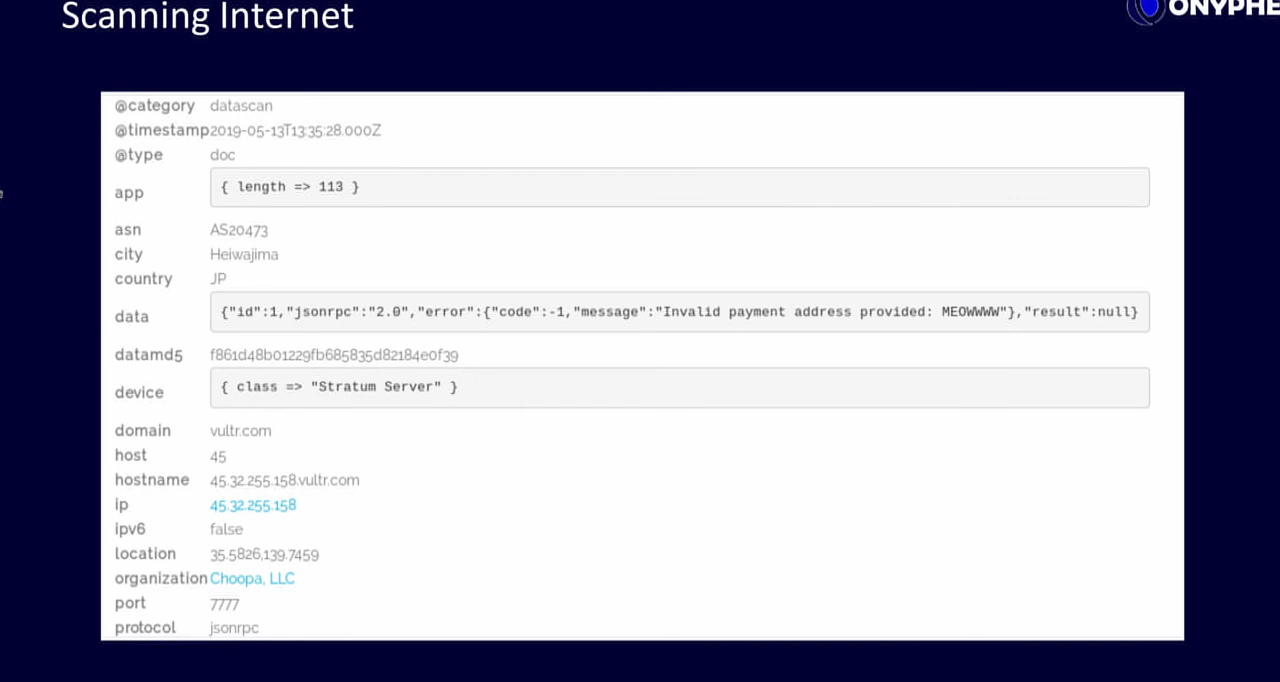 Scanning Internet
ONYPHE
@category datascan
@timestamp 2019-05-13T13:35:28.000Z
@type doc
app { length => 113 }
asn AS20473
city Heiwajima
country JP
data {"id":1,"jsonrpc":"2.0","error":{"code":-1,"message":"Invalid payment address provided: MEOWWWW"},"result":null}
datamd5 f861d48b01229fb685835d82184e0f39
device { class => "Stratum Server" }
domain vultr.com
host 45
hostname 45.32.255.158.vultr.com
ip 45.32.255.158
ipv6 false
location 35.5826,139.7459
organization Choopa, LLC
port 7777
protocol jsonrpc